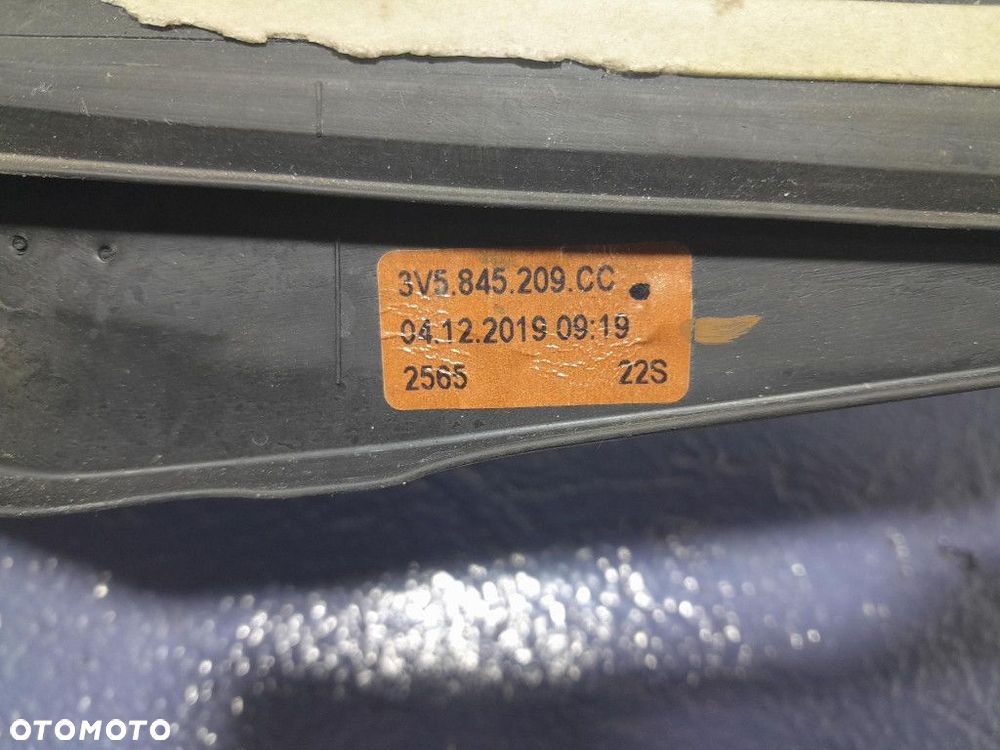 3V5.845.209.CC
04.12.2019 09:19
2565 22S
OTOMOTO